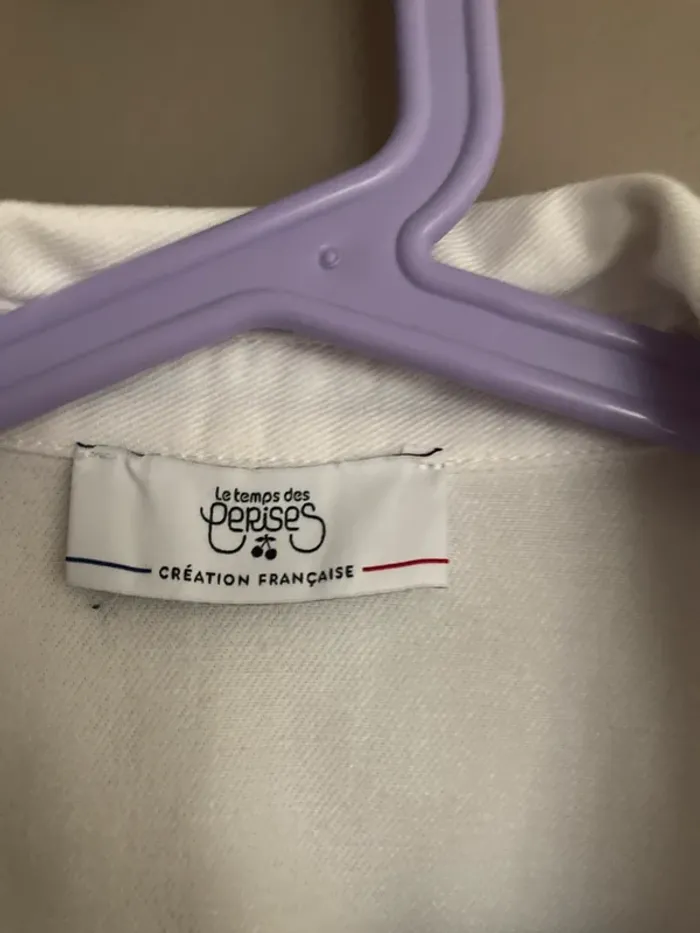 Le temps des
CeRiseS
CRÉATION FRANÇAISE